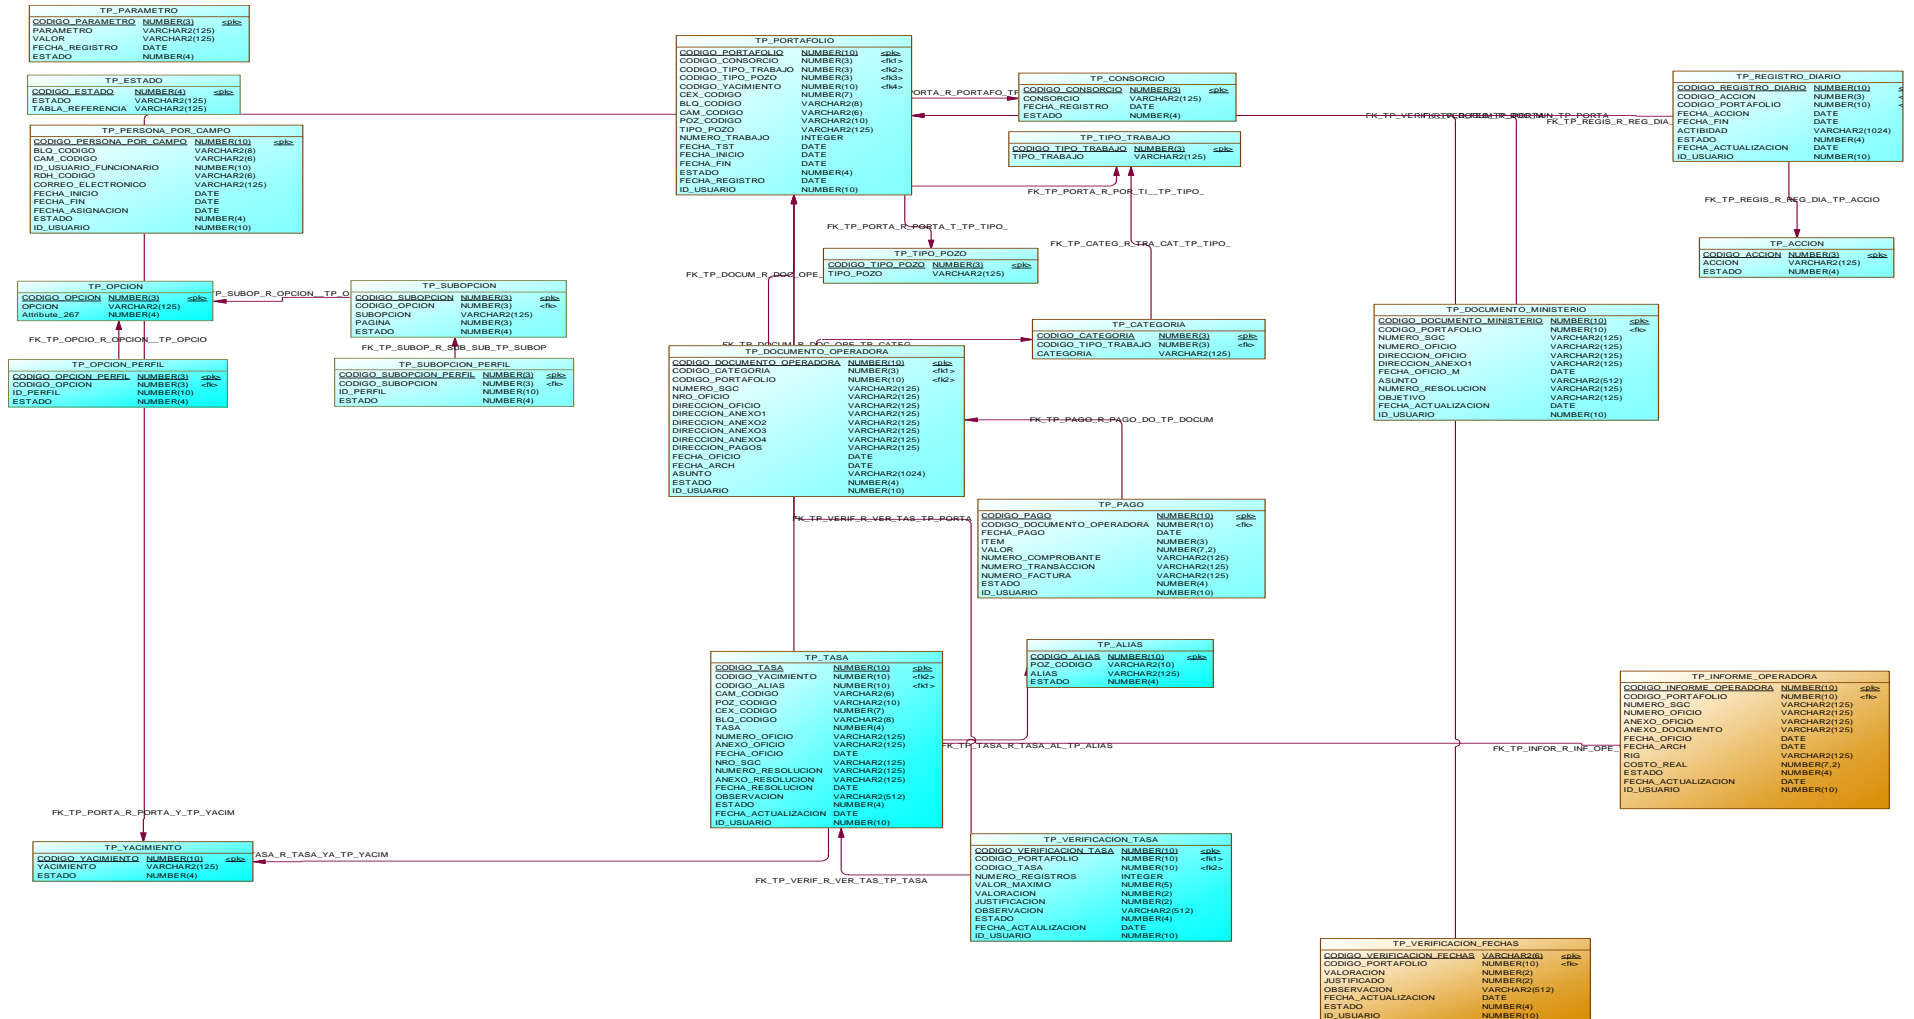 TP_PARAMETRO
CODIGO_PARAMETRO NUMBER(3) <pk>
PARAMETRO VARCHAR2(125)
VALOR VARCHAR2(125)
FECHA_REGISTRO DATE
ESTADO NUMBER(4)
TP_ESTADO
CODIGO_ESTADO NUMBER(4) <pk>
ESTADO VARCHAR2(125)
TABLA_REFERENCIA VARCHAR2(125)
TP_PERSONA_POR_CAMPO
CODIGO_PERSONA_POR_CAMPO NUMBER(10) <pk>
BLQ_CODIGO VARCHAR2(8)
CAM_CODIGO VARCHAR2(6)
ID_USUARIO_FUNCIONARIO NUMBER(10)
RDH_CODIGO VARCHAR2(6)
CORREO_ELECTRONICO VARCHAR2(125)
FECHA_INICIO DATE
FECHA_FIN DATE
FECHA_ASIGNACION DATE
ESTADO NUMBER(4)
ID_USUARIO NUMBER(10)
TP_PORTAFOLIO
CODIGO_PORTAFOLIO NUMBER(10) <pk>
CODIGO_CONSORCIO NUMBER(3) <fk1>
CODIGO_TIPO_TRABAJO NUMBER(3) <fk2>
CODIGO_TIPO_POZO NUMBER(3) <fk3>
CODIGO_YACIMIENTO NUMBER(10) <fk4>
CEX_CODIGO NUMBER(7)
BLQ_CODIGO VARCHAR2(8)
CAM_CODIGO VARCHAR2(6)
POZ_CODIGO VARCHAR2(10)
TIPO_POZO VARCHAR2(125)
NUMERO_TRABAJO INTEGER
FECHA_TST DATE
FECHA_INICIO DATE
FECHA_FIN DATE
ESTADO NUMBER(4)
FECHA_REGISTRO DATE
ID_USUARIO NUMBER(10)
PORTA_R_PORTAFO_TP
TP_CONSORCIO
CODIGO_CONSORCIO NUMBER(3) <pk>
CONSORCIO VARCHAR2(125)
FECHA_REGISTRO DATE
ESTADO NUMBER(4)
TP_TIPO_TRABAJO
CODIGO_TIPO_TRABAJO NUMBER(3) <pk>
TIPO_TRABAJO VARCHAR2(125)
FK_TP_PORTA_R_POR_TI__TP_TIPO_
FK_TP_REGIS_R_REG_DIA_
TP_REGISTRO_DIARIO
CODIGO_REGISTRO_DIARIO NUMBER(10) <
CODIGO_ACCION NUMBER(3) <
CODIGO_PORTAFOLIO NUMBER(10) <
FECHA_ACCION DATE
FECHA_FIN DATE
ACTIBIDAD VARCHAR2(1024)
ESTADO NUMBER(4)
FECHA_ACTUALIZACION DATE
ID_USUARIO NUMBER(10)
FK_TP_REGIS_R_REG_DIA_TP_ACCIO
TP_ACCION
CODIGO_ACCION NUMBER(3) <pk>
ACCION VARCHAR2(125)
ESTADO NUMBER(4)
FK_TP_PORTA_R_PORTA_T_TP_TIPO_
TP_TIPO_POZO
CODIGO_TIPO_POZO NUMBER(3) <pk>
TIPO_POZO VARCHAR2(125)
FK_TP_CATEG_R_TRA_CAT_TP_TIPO_
FK_TP_DOCUM_R_DOC_OPE_
TP_OPCION
CODIGO_OPCION NUMBER(3) <pk>
OPCION VARCHAR2(125)
Attribute_267 NUMBER(4)
TP_SUBOP_R_OPCION__TP_O
TP_SUBOPCION
CODIGO_SUBOPCION NUMBER(3) <pk>
CODIGO_OPCION NUMBER(3) <fk>
SUBOPCION VARCHAR2(125)
PAGINA NUMBER(3)
ESTADO NUMBER(4)
FK_TP_OPCIO_R_OPCION__TP_OPCIO
FK_TP_SUBOP_R_SUB_SUB_TP_SUBOP
TP_OPCION_PERFIL
CODIGO_OPCION_PERFIL NUMBER(3) <pk>
CODIGO_OPCION NUMBER(3) <fk>
ID_PERFIL NUMBER(10)
ESTADO NUMBER(4)
TP_SUBOPCION_PERFIL
CODIGO_SUBOPCION_PERFIL NUMBER(3) <pk>
CODIGO_SUBOPCION NUMBER(3) <fk>
ID_PERFIL NUMBER(10)
ESTADO NUMBER(4)
FK_TP_DOCUM_R_DOC_OPE_TP_CATEG
TP_CATEGORIA
CODIGO_CATEGORIA NUMBER(3) <pk>
CODIGO_TIPO_TRABAJO NUMBER(3) <fk>
CATEGORIA VARCHAR2(125)
TP_DOCUMENTO_OPERADORA
CODIGO_DOCUMENTO_OPERADORA NUMBER(10) <pk>
CODIGO_CATEGORIA NUMBER(3) <fk1>
CODIGO_PORTAFOLIO NUMBER(10) <fk2>
NUMERO_SGC VARCHAR2(125)
NRO_OFICIO VARCHAR2(125)
DIRECCION_OFICIO VARCHAR2(125)
DIRECCION_ANEXO1 VARCHAR2(125)
DIRECCION_ANEXO2 VARCHAR2(125)
DIRECCION_ANEXO3 VARCHAR2(125)
DIRECCION_ANEXO4 VARCHAR2(125)
DIRECCION_PAGOS VARCHAR2(125)
FECHA_OFICIO DATE
FECHA_ARCH DATE
ASUNTO VARCHAR2(1024)
ESTADO NUMBER(4)
ID_USUARIO NUMBER(10)
TP_DOCUMENTO_MINISTERIO
CODIGO_DOCUMENTO_MINISTERIO NUMBER(10) <pk>
CODIGO_PORTAFOLIO NUMBER(10) <fk>
NUMERO_SGC VARCHAR2(125)
NUMERO_OFICIO VARCHAR2(125)
DIRECCION_OFICIO VARCHAR2(125)
DIRECCION_ANEXO1 VARCHAR2(125)
FECHA_OFICIO_M DATE
ASUNTO VARCHAR2(512)
NUMERO_RESOLUCION VARCHAR2(125)
OBJETIVO VARCHAR2(125)
FECHA_ACTUALIZACION DATE
ID_USUARIO NUMBER(10)
FK_TP_PAGO_R_PAGO_DO_TP_DOCUM
TP_PAGO
CODIGO_PAGO NUMBER(10) <pk>
CODIGO_DOCUMENTO_OPERADORA NUMBER(10) <fk>
FECHA_PAGO DATE
ITEM NUMBER(3)
VALOR NUMBER(7,2)
NUMERO_COMPROBANTE VARCHAR2(125)
NUMERO_TRANSACCION VARCHAR2(125)
NUMERO_FACTURA VARCHAR2(125)
ESTADO NUMBER(4)
ID_USUARIO NUMBER(10)
FK_TP_VERIF_R_VER_TAS_TP_PORTA
TP_TASA
CODIGO_TASA NUMBER(10) <pk>
CODIGO_YACIMIENTO NUMBER(10) <fk2>
CODIGO_ALIAS NUMBER(10) <fk1>
CAM_CODIGO VARCHAR2(6)
POZ_CODIGO VARCHAR2(10)
CEX_CODIGO NUMBER(7)
BLQ_CODIGO VARCHAR2(8)
TASA NUMBER(4)
NUMERO_OFICIO VARCHAR2(125)
ANEXO_OFICIO VARCHAR2(125)
FECHA_OFICIO DATE
NRO_SGC VARCHAR2(125)
NUMERO_RESOLUCION VARCHAR2(125)
ANEXO_RESOLUCION VARCHAR2(125)
FECHA_RESOLUCION DATE
OBSERVACION VARCHAR2(512)
ESTADO NUMBER(4)
FECHA_ACTUALIZACION DATE
ID_USUARIO NUMBER(10)
TP_ALIAS
CODIGO_ALIAS NUMBER(10) <pk>
POZ_CODIGO VARCHAR2(10)
ALIAS VARCHAR2(125)
ESTADO NUMBER(4)
FK_TP_TASA_R_TASA_AL_TP_ALIAS
FK_TP_INFOR_R_INF_OPE_
TP_INFORME_OPERADORA
CODIGO_INFORME_OPERADORA NUMBER(10) <pk>
CODIGO_PORTAFOLIO NUMBER(10) <fk>
NUMERO_SGC VARCHAR2(125)
NUMERO_OFICIO VARCHAR2(125)
ANEXO_OFICIO VARCHAR2(125)
ANEXO_DOCUMENTO VARCHAR2(125)
FECHA_OFICIO DATE
FECHA_ARCH DATE
RIG VARCHAR2(125)
COSTO_REAL NUMBER(7,2)
ESTADO NUMBER(4)
FECHA_ACTUALIZACION DATE
ID_USUARIO NUMBER(10)
FK_TP_PORTA_R_PORTA_Y_TP_YACIM
TP_YACIMIENTO
CODIGO_YACIMIENTO NUMBER(10) <pk>
YACIMIENTO VARCHAR2(125)
ESTADO NUMBER(4)
TASA_R_TASA_YA_TP_YACIM
FK_TP_VERIF_R_VER_TAS_TP_TASA
TP_VERIFICACION_TASA
CODIGO_VERIFICACION_TASA NUMBER(10) <pk>
CODIGO_PORTAFOLIO NUMBER(10) <fk1>
CODIGO_TASA NUMBER(10) <fk2>
NUMERO_REGISTROS INTEGER
VALOR_MAXIMO NUMBER(5)
VALORACION NUMBER(2)
JUSTIFICACION NUMBER(2)
OBSERVACION VARCHAR2(512)
ESTADO NUMBER(4)
FECHA_ACTAULIZACION DATE
ID_USUARIO NUMBER(10)
TP_VERIFICACION_FECHAS
CODIGO_VERIFICACION_FECHAS VARCHAR2(6) <pk>
CODIGO_PORTAFOLIO NUMBER(10) <fk>
VALORACION NUMBER(2)
JUSTIFICADO NUMBER(2)
OBSERVACION VARCHAR2(512)
FECHA_ACTUALIZACION DATE
ESTADO NUMBER(4)
ID_USUARIO NUMBER(10)